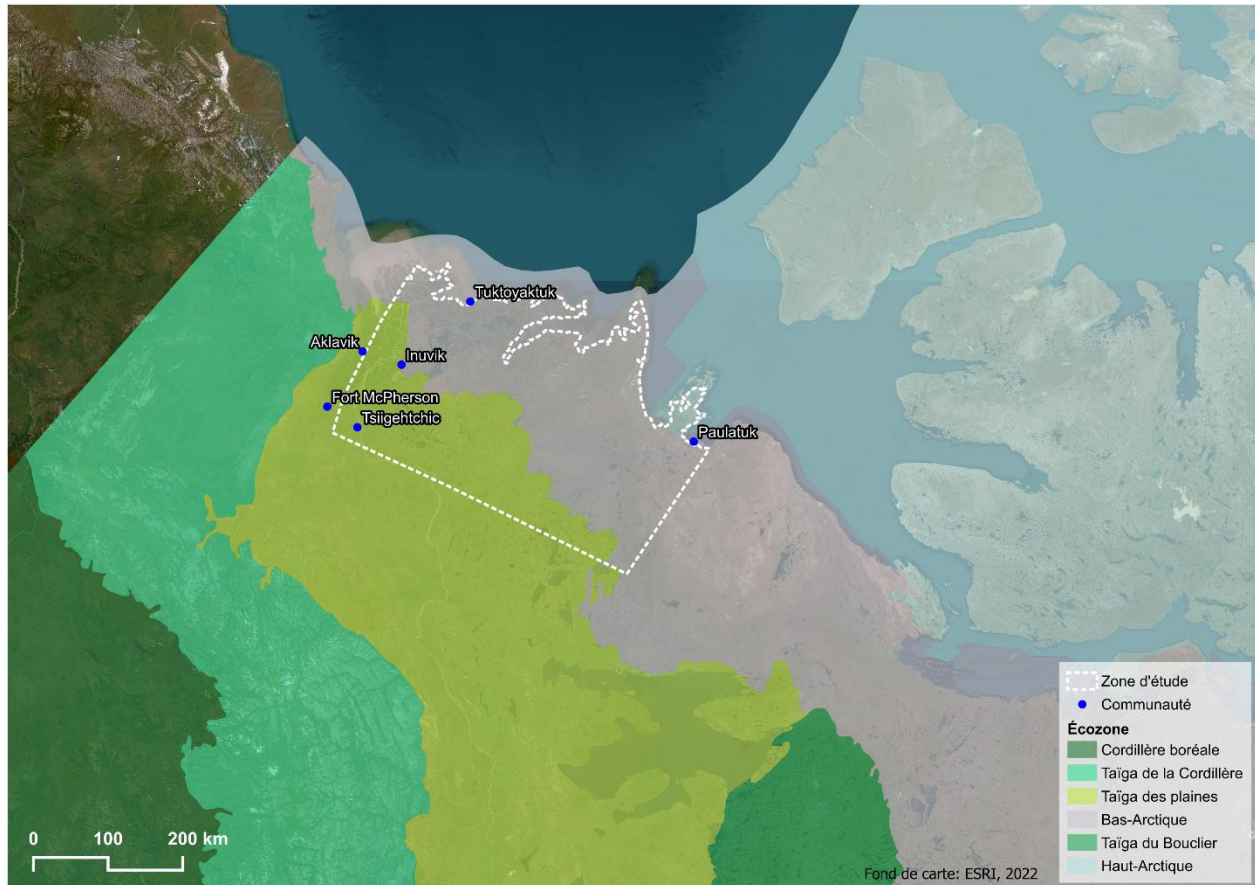 Tuktoyaktuk
Aklavik
Inuvik
Fort McPherson
Tsiigehtchic
Paulatuk
Zone d'étude
Communauté
Écozone
Cordillère boréale
Taïga de la Cordillère
Taïga des plaines
Bas-Arctique
Taïga du Bouclier
Haut-Arctique
0 100 200 km
Fond de carte: ESRI, 2022